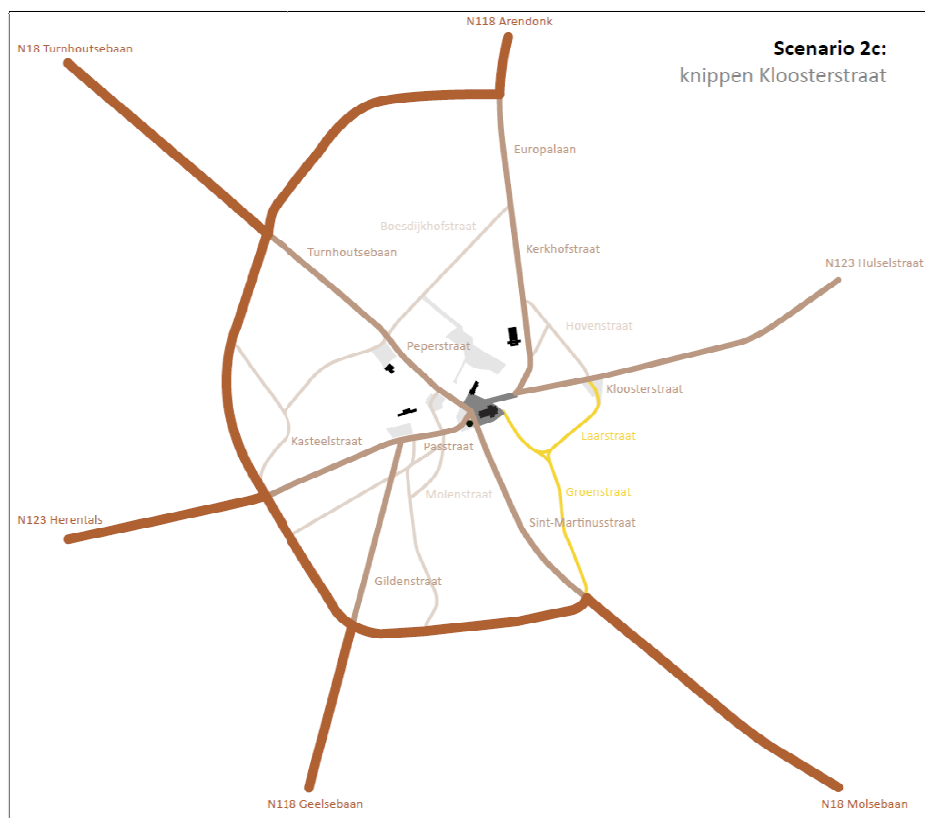 N118 Arendonk
N18 Turnhoutsebaan
Scenario 2c:
knippen Kloosterstraat
Europalaan
Boesdijkhofstraat
Turnhoutsebaan
Kerkhofstraat
N123 Hulselstraat
Hovenstraat
Peperstraat
Kloosterstraat
Kasteelstraat
Passtraat
Laarstraat
Molenstraat
Groenstraat
N123 Herentals
Sint-Martinusstraat
Gildenstraat
N118 Geelsebaan
N18 Molsebaan